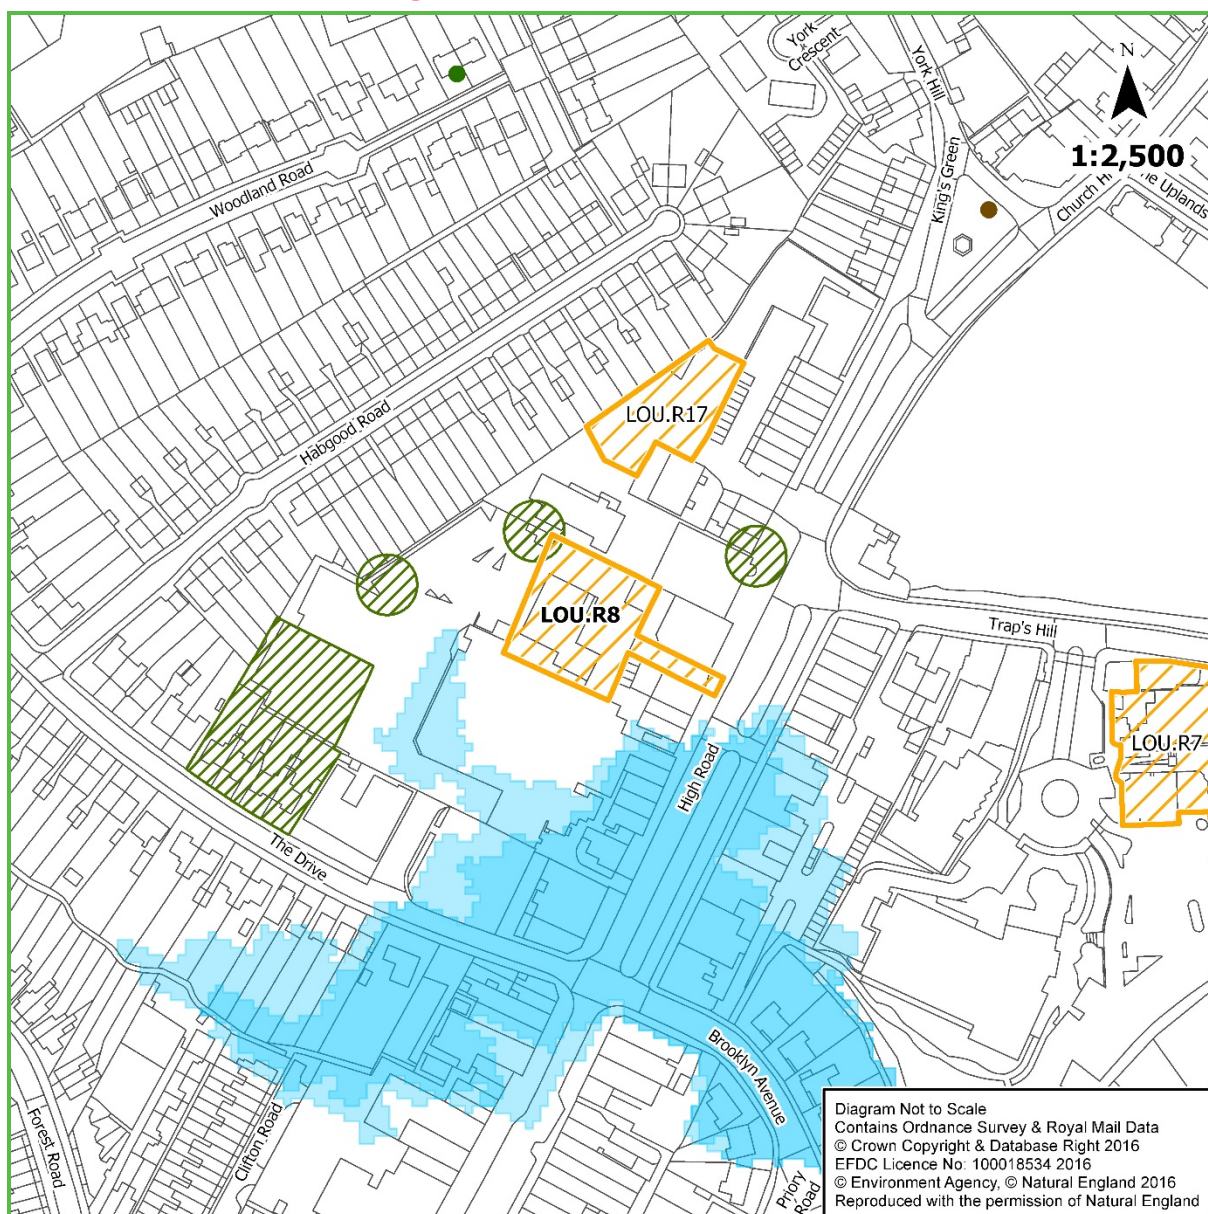 York
Crescent
York Hill
N
1:2,500
Woodland Road
King's Green
Church Hi
he Uplands
Habgood Road
LOU.R17
LOU.R8
Trap's Hill
LOU.R7
High Road
The Drive
Brooklyn Avenue
Forest Road
Clifton Road
Priory
Road
Diagram Not to Scale
Contains Ordnance Survey & Royal Mail Data
© Crown Copyright & Database Right 2016
EFDC Licence No: 100018534 2016
© Environment Agency, © Natural England 2016
Reproduced with the permission of Natural England